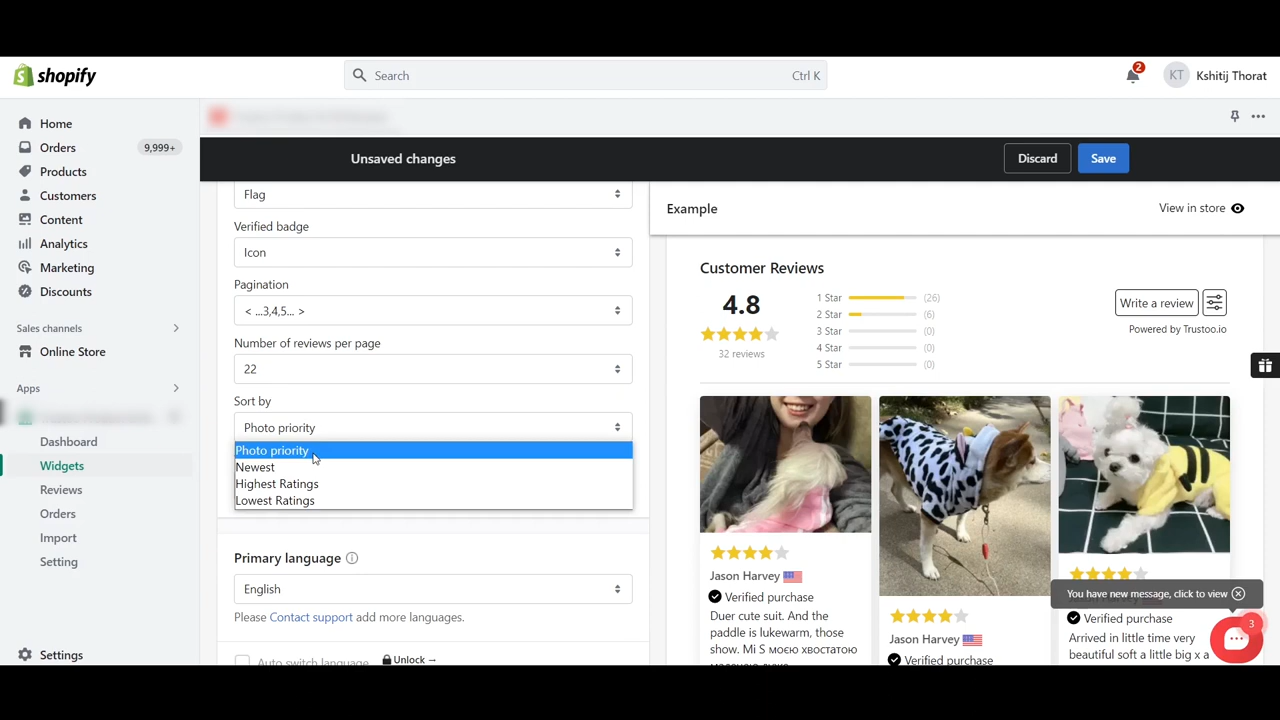 shopify
Search
Ctrl K
2
KT
Kshitij Thorat
Home
Orders
9,999+
Products
Customers
Content
Analytics
Marketing
Discounts
Sales channels
Online Store
Apps
Dashboard
Widgets
Reviews
Orders
Import
Setting
Settings
Unsaved changes
Discard
Save
Flag
Verified badge
Icon
Pagination
< ...3,4,5... >
Number of reviews per page
22
Sort by
Photo priority
Photo priority
Newest
Highest Ratings
Lowest Ratings
Primary language
English
Please Contact support add more languages.
Auto switch language
Unlock →
Example
View in store
Customer Reviews
4.8
32 reviews
1 Star (26)
2 Star (6)
3 Star (0)
4 Star (0)
5 Star (0)
Write a review
Powered by Trustoo.io
Jason Harvey
Verified purchase
Duer cute suit. And the
paddle is lukewarm, those
show. Mi S моєю хвостатою
Jason Harvey
Verified purchase
You have new message, click to view
Verified purchase
Arrived in little time very
beautiful soft a little big x a
3